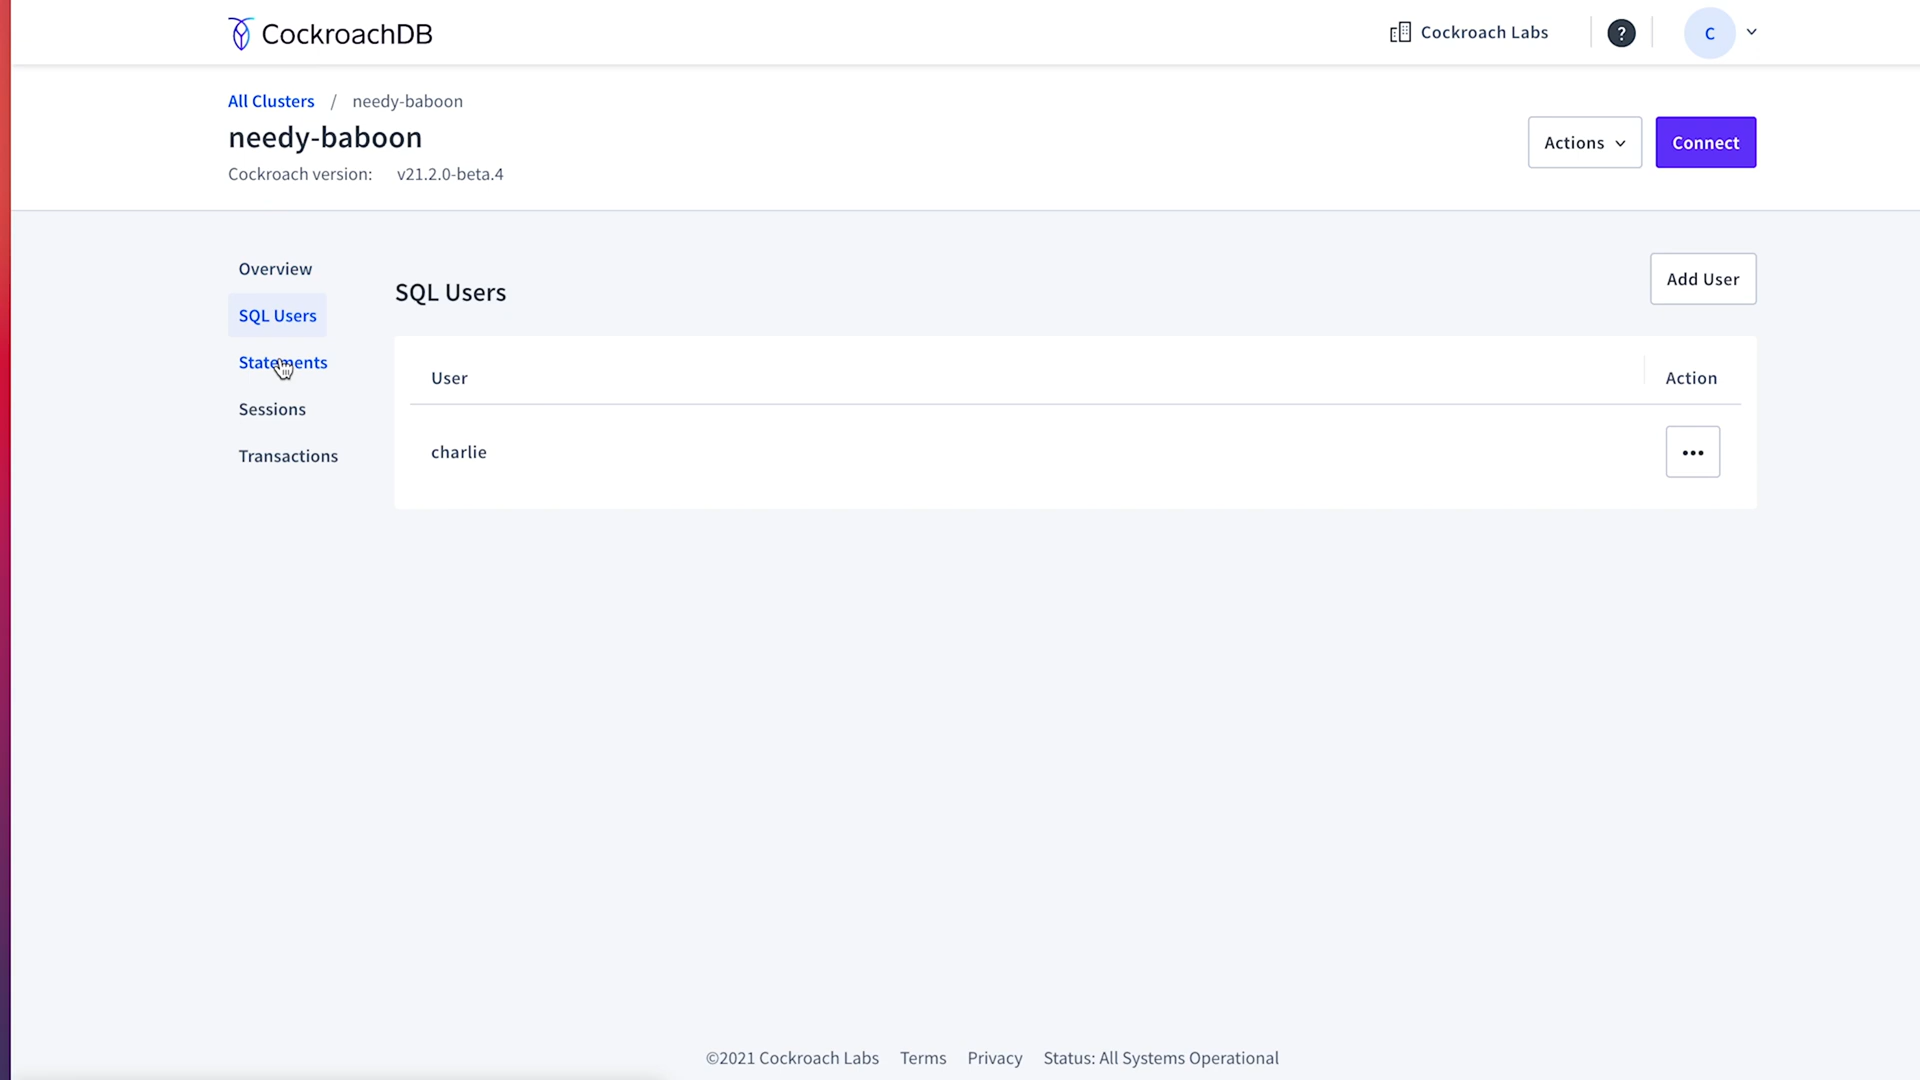 CockroachDB
Cockroach Labs
?
C
All Clusters / needy-baboon
needy-baboon
Cockroach version: v21.2.0-beta.4
Actions
Connect
Overview
SQL Users
Statements
Sessions
Transactions
SQL Users
Add User
User Action
charlie
©2021 Cockroach Labs Terms Privacy Status: All Systems Operational